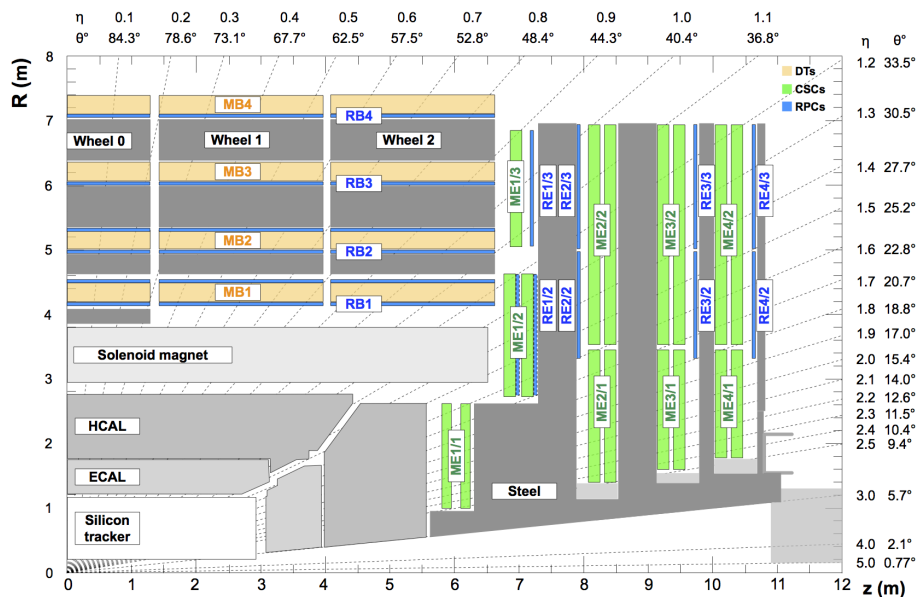 η 0.1 0.2 0.3 0.4 0.5 0.6 0.7 0.8 0.9 1.0 1.1
θ° 84.3° 78.6° 73.1° 67.7° 62.5° 57.5° 52.8° 48.4° 44.3° 40.4° 36.8° η θ°
R (m)
8
7
6
5
4
3
2
1
0
1.2 33.5°
1.3 30.5°
1.4 27.7°
1.5 25.2°
1.6 22.8°
1.7 20.7°
1.8 18.8°
1.9 17.0°
2.0 15.4°
2.1 14.0°
2.2 12.6°
2.3 11.5°
2.4 10.4°
2.5 9.4°
3.0 5.7°
4.0 2.1°
5.0 0.77°
DTs
CSCs
RPCs
MB4
RB4
Wheel 0 Wheel 1 Wheel 2
MB3
RB3
MB2
RB2
MB1
RB1
Solenoid magnet
HCAL
ECAL
Silicon
tracker
Steel
ME1/3
RE1/3
RE2/3
ME2/2
ME3/2
RE3/3
ME4/2
RE4/3
ME1/2
RE1/2
RE2/2
RE3/2
RE4/2
ME1/1
ME2/1
ME3/1
ME4/1
0 1 2 3 4 5 6 7 8 9 10 11 12
z (m)